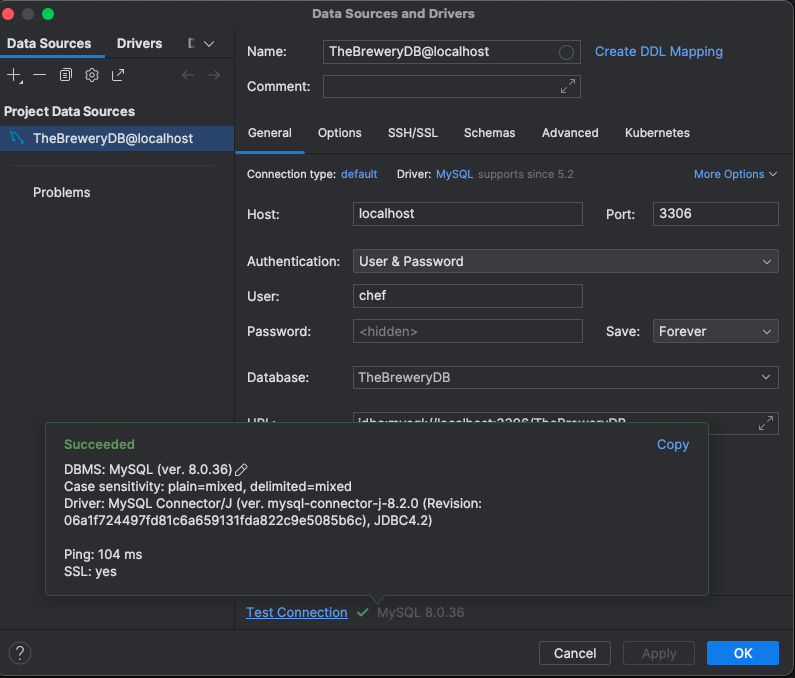 Data Sources and Drivers
Data Sources
Drivers
Project Data Sources
TheBreweryDB@localhost
Problems
Name: TheBreweryDB@localhost Create DDL Mapping
Comment:
General Options SSH/SSL Schemas Advanced Kubernetes
Connection type: default Driver: MySQL supports since 5.2 More Options
Host: localhost Port: 3306
Authentication: User & Password
User: chef
Password: <hidden> Save: Forever
Database: TheBreweryDB
URL: jdbc:mysql://localhost:3306/TheBreweryDB
Succeeded Copy
DBMS: MySQL (ver. 8.0.36)
Case sensitivity: plain=mixed, delimited=mixed
Driver: MySQL Connector/J (ver. mysql-connector-j-8.2.0 (Revision:
06a1f724497fd81c6a659131fda822c9e5085b6c), JDBC4.2)
Ping: 104 ms
SSL: yes
Test Connection MySQL 8.0.36
? Cancel Apply OK